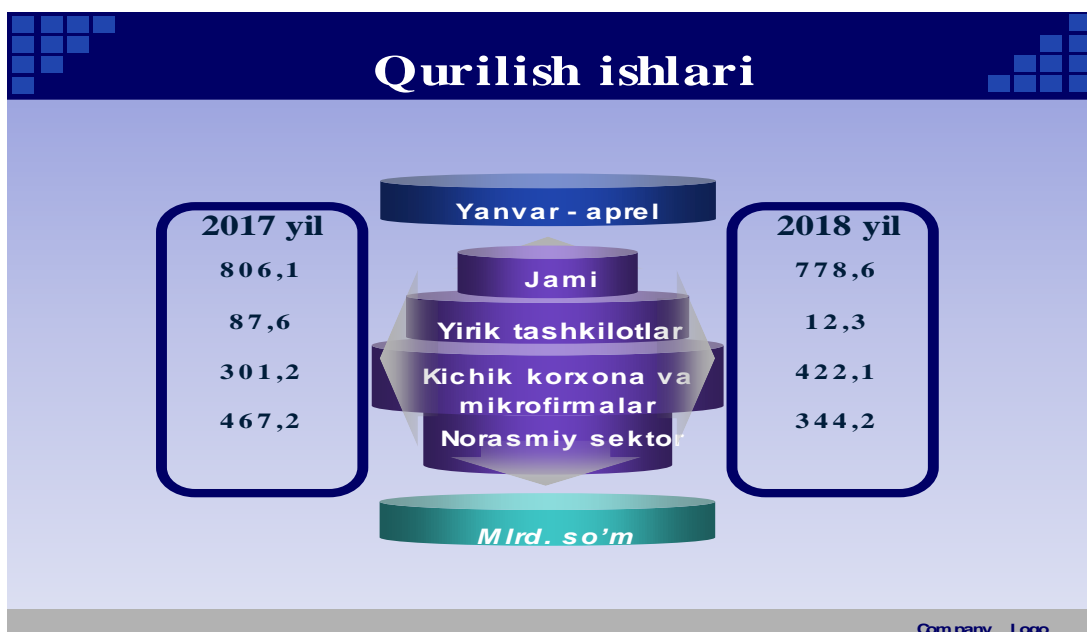 Qurilish ishlari
Yanvar - aprel
2017 yil
806,1
87,6
301,2
467,2
Jami
Yirik tashkilotlar
Kichik korxona va
mikrofirmalar
Norasmiy sektor
2018 yil
778,6
12,3
422,1
344,2
Mlrd. so’m
Company Logo